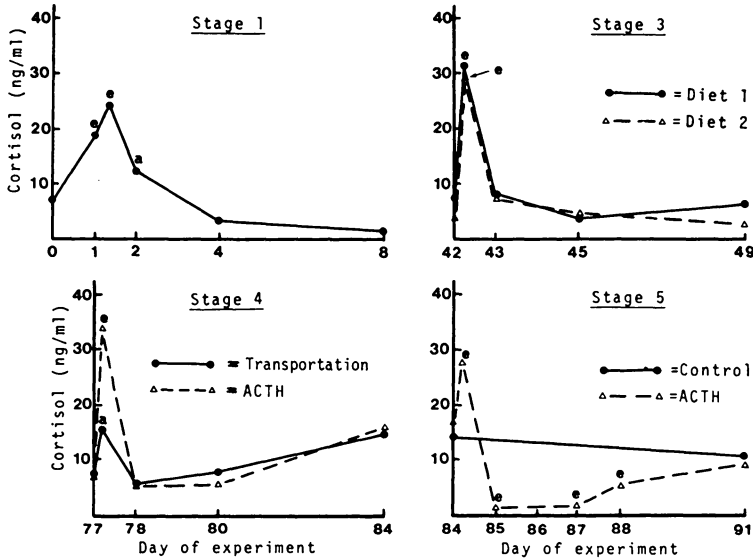 Stage 1
40
30
20
10
Cortisol (ng/ml)
e
e
a
0 1 2 4 8
Stage 3
40
30
20
10
e
e
= Diet 1
= Diet 2
42 43 45 49
Stage 4
40
30
20
10
Cortisol (ng/ml)
e
a
= Transportation
= ACTH
77 78 80 84
Day of experiment
Stage 5
40
30
20
10
e
e
e
e
=Control
=ACTH
84 85 86 87 88 91
Day of experiment